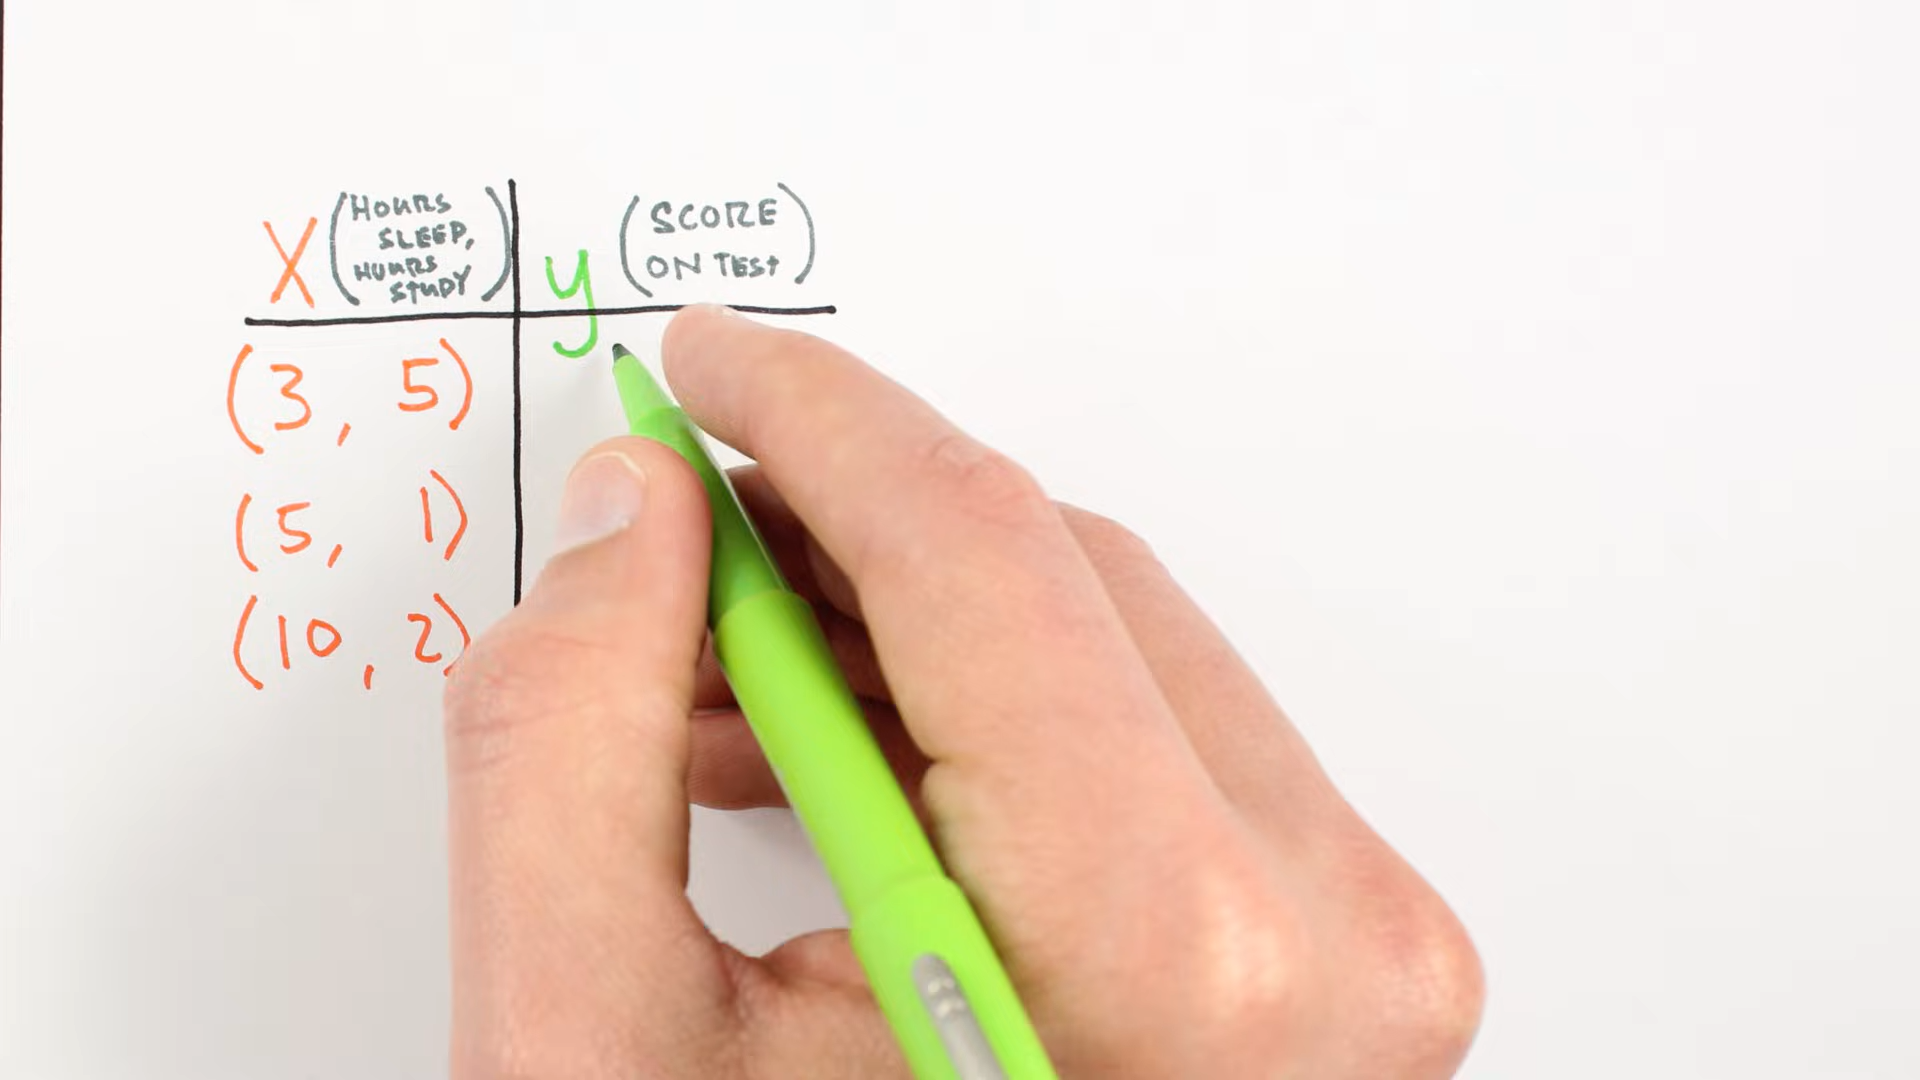 X (HOURS SLEEP, HOURS STUDY)
y (SCORE ON TEST)
(3, 5)
(5, 1)
(10, 2)